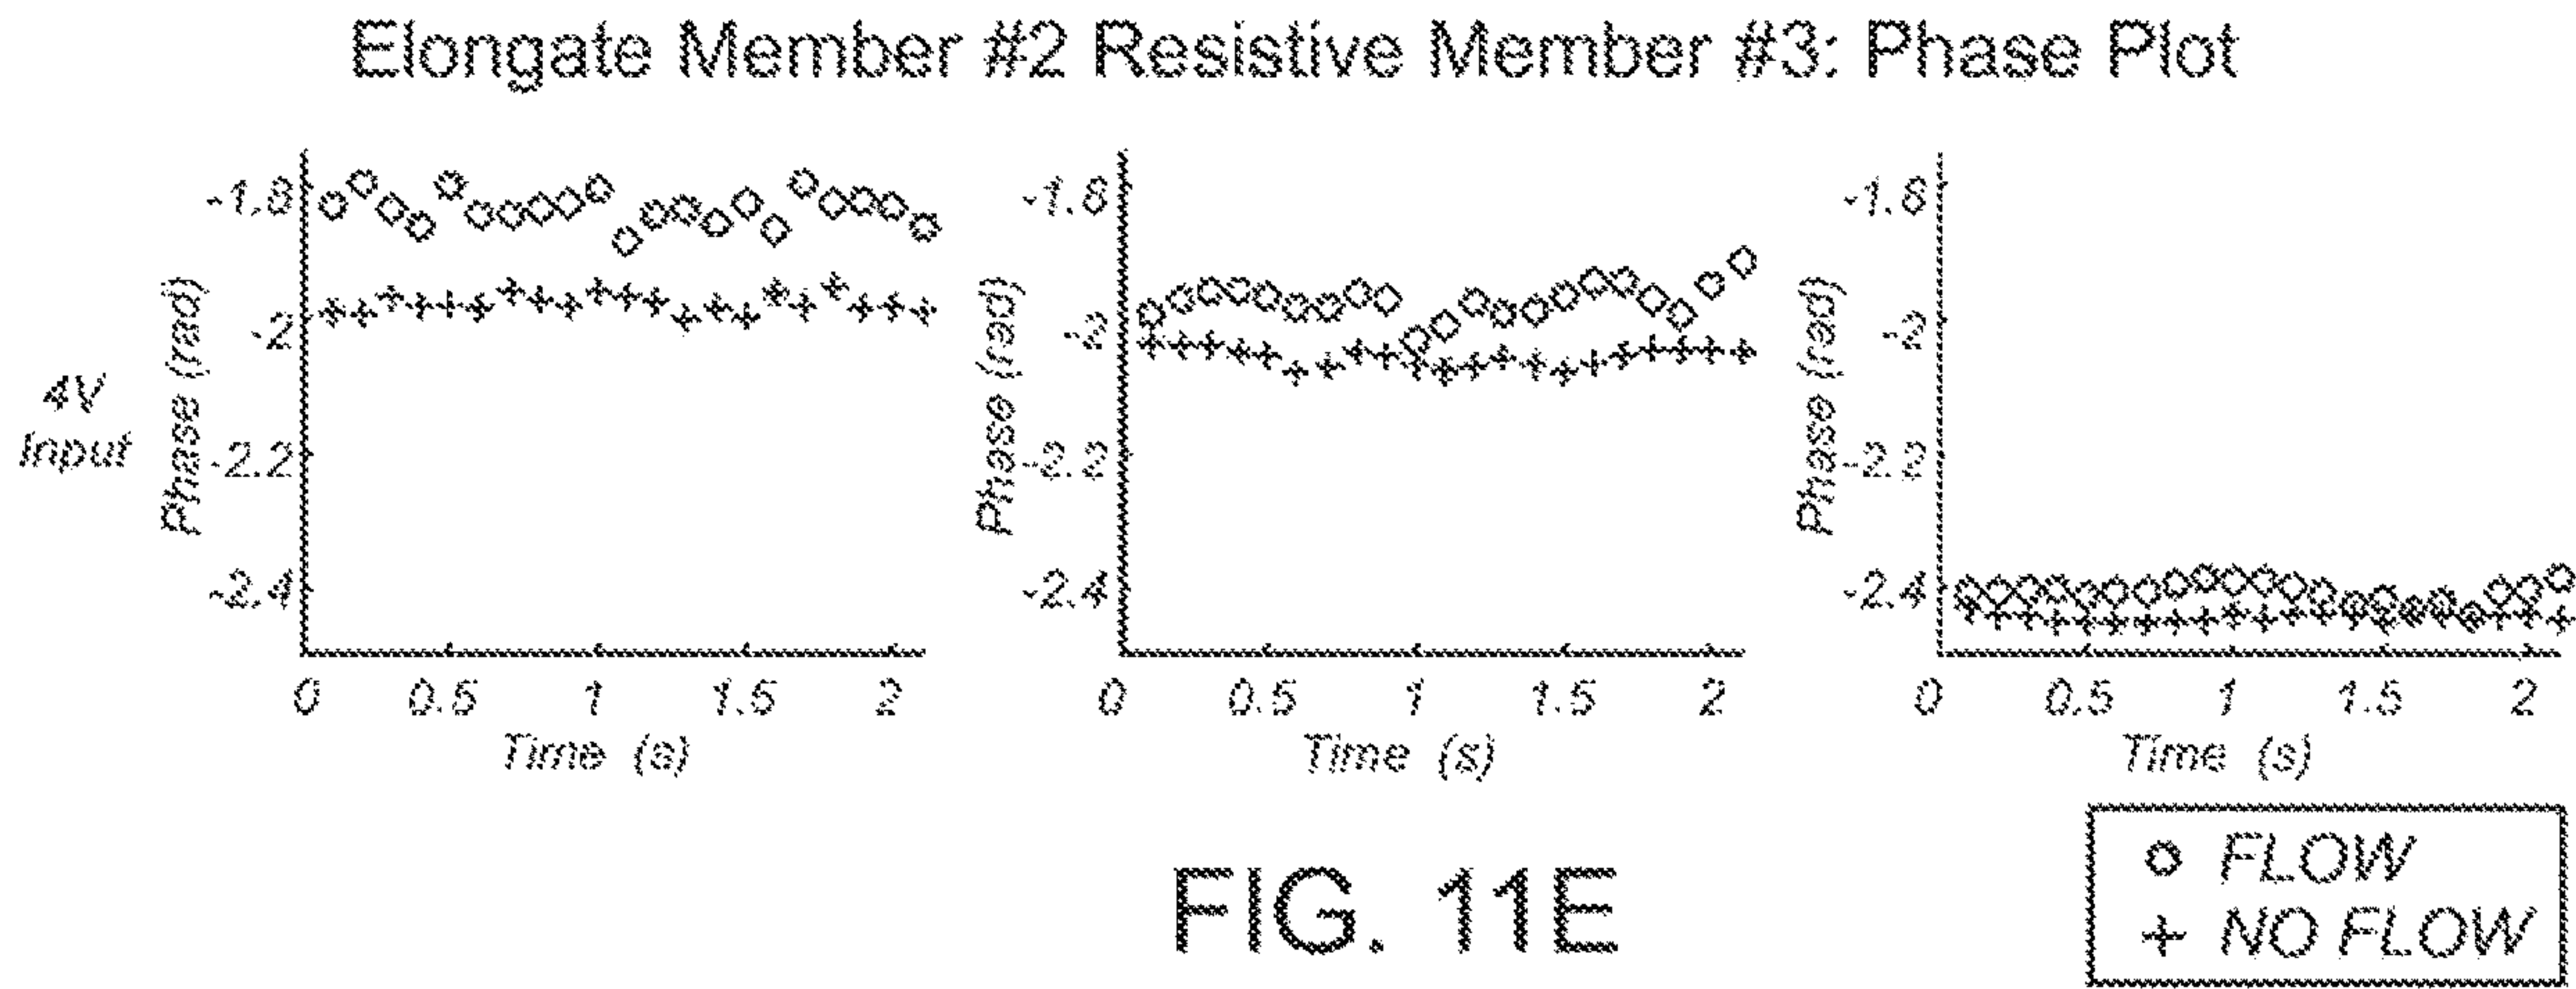 Elongate Member #2 Resistive Member #3: Phase Plot
4V
Input
Phase (rad)
-1.8
-2
-2.2
-2.4
0 0.5 1 1.5 2
Time (s)
Phase (rad)
-1.8
-2
-2.2
-2.4
0 0.5 1 1.5 2
Time (s)
Phase (rad)
-1.8
-2
-2.2
-2.4
0 0.5 1 1.5 2
Time (s)
FLOW
NO FLOW
FIG. 11E